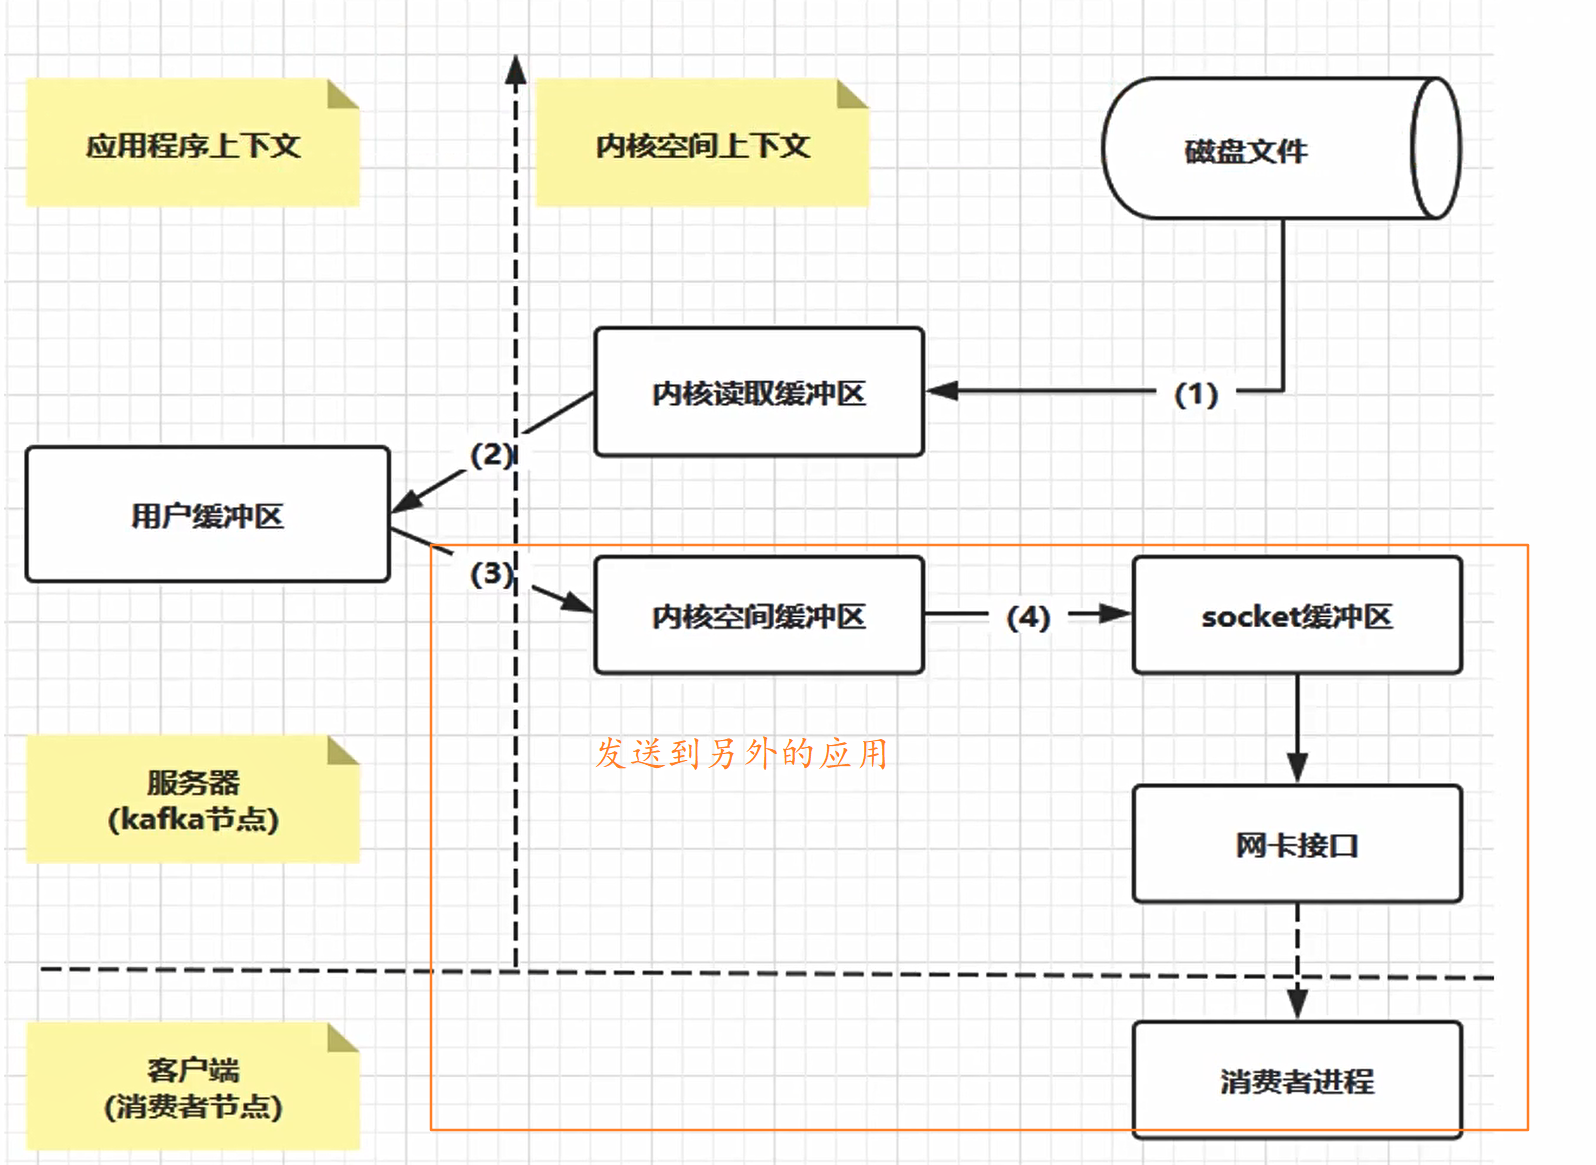 应用程序上下文
内核空间上下文
磁盘文件
内核读取缓冲区
(1)
(2)
用户缓冲区
(3)
内核空间缓冲区
(4)
socket缓冲区
发送到另外的应用
服务器
(kafka节点)
网卡接口
客户端
(消费者节点)
消费者进程